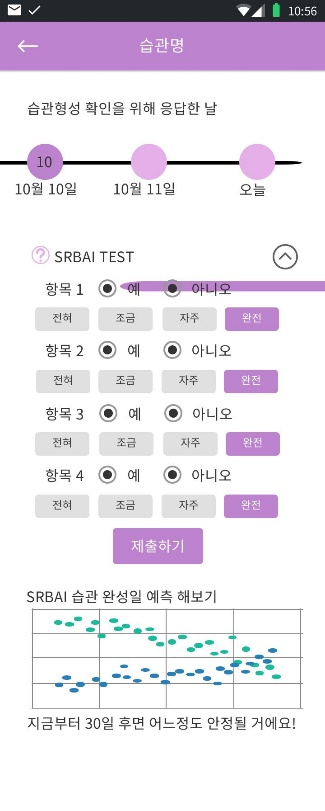 10:56
습관명
습관형성 확인을 위해 응답한 날
10
10월 10일 10월 11일 오늘
? SRBAI TEST
항목 1 예 아니오
전혀 조금 자주 완전
항목 2 예 아니오
전혀 조금 자주 완전
항목 3 예 아니오
전혀 조금 자주 완전
항목 4 예 아니오
전혀 조금 자주 완전
제출하기
SRBAI 습관 완성일 예측 해보기
지금부터 30일 후면 어느정도 안정될 거에요!